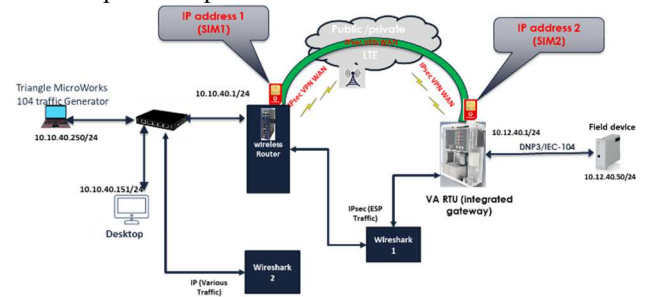 IP address 1
(SIM1)
IP address 2
(SIM2)
Public/private
IPsec VPN WAN
LTE
IPsec VPN WAN
IPsec VPN WAN
Triangle MicroWorks
104 traffic Generator
10.10.40.1/24
10.10.40.250/24
wireless
Router
10.12.40.1/24
DNP3/IEC-104
Field device
10.12.40.50/24
10.10.40.151/24
Desktop
VA RTU (integrated
gateway)
IPsec (ESP
Traffic)
Wireshark
1
IP (Various
Traffic)
Wireshark
2